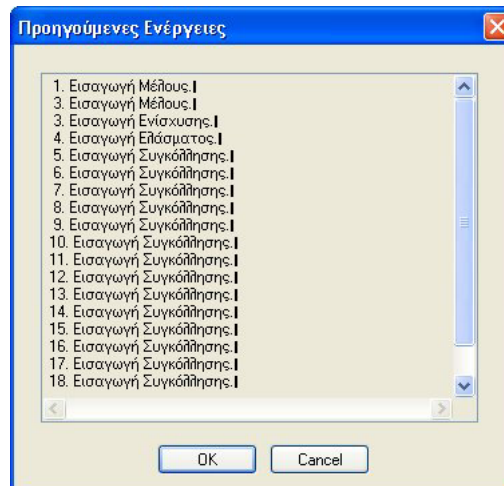 Προηγούμενες Ενέργειες
1. Εισαγωγή Μέλους.
3. Εισαγωγή Μέλους.
3. Εισαγωγή Ενίσχυσης.
4. Εισαγωγή Ελάσματος.
5. Εισαγωγή Συγκόλλησης.
6. Εισαγωγή Συγκόλλησης.
7. Εισαγωγή Συγκόλλησης.
8. Εισαγωγή Συγκόλλησης.
9. Εισαγωγή Συγκόλλησης.
10. Εισαγωγή Συγκόλλησης.
11. Εισαγωγή Συγκόλλησης.
12. Εισαγωγή Συγκόλλησης.
13. Εισαγωγή Συγκόλλησης.
14. Εισαγωγή Συγκόλλησης.
15. Εισαγωγή Συγκόλλησης.
16. Εισαγωγή Συγκόλλησης.
17. Εισαγωγή Συγκόλλησης.
18. Εισαγωγή Συγκόλλησης.
OK Cancel